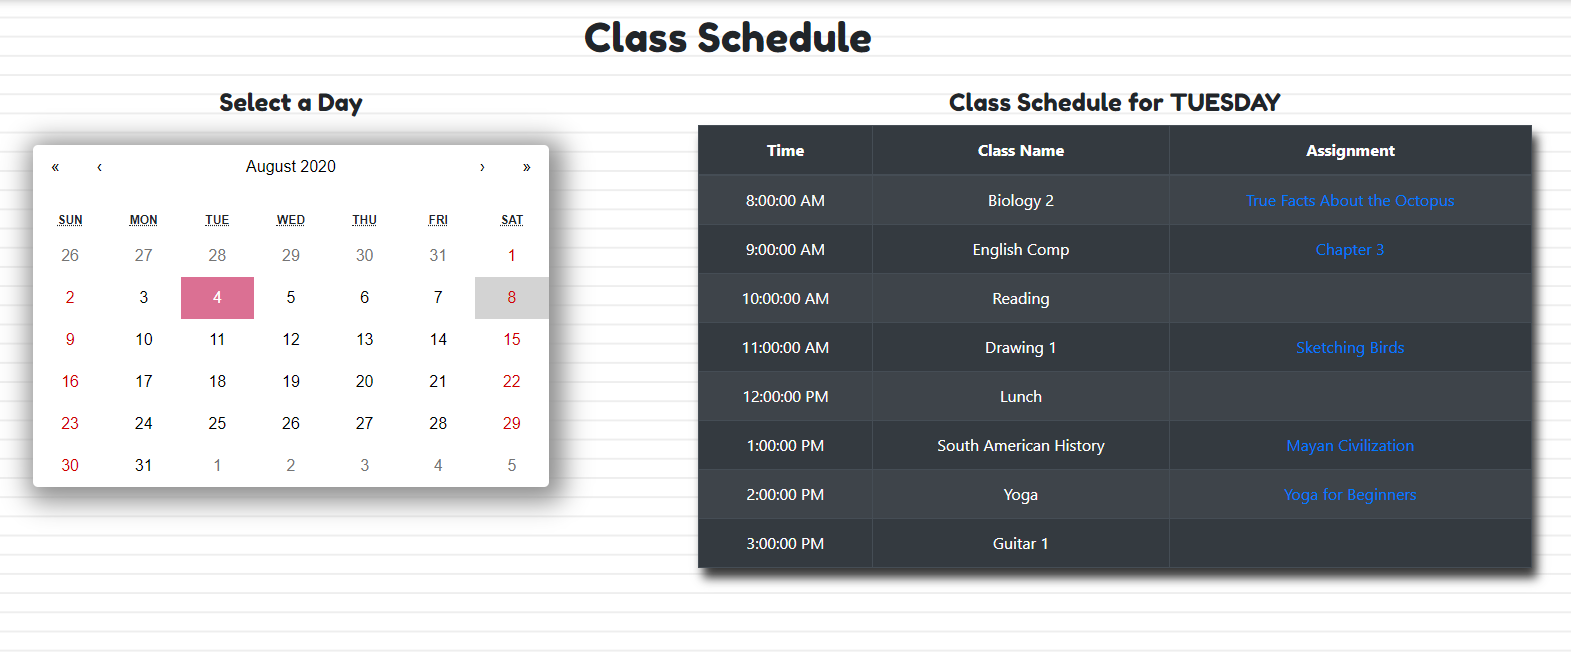 Class Schedule
Select a Day
« ‹ August 2020 › »
SUN MON TUE WED THU FRI SAT
26 27 28 29 30 31 1
2 3 4 5 6 7 8
9 10 11 12 13 14 15
16 17 18 19 20 21 22
23 24 25 26 27 28 29
30 31 1 2 3 4 5
Class Schedule for TUESDAY
Time Class Name Assignment
8:00:00 AM Biology 2 True Facts About the Octopus
9:00:00 AM English Comp Chapter 3
10:00:00 AM Reading
11:00:00 AM Drawing 1 Sketching Birds
12:00:00 PM Lunch
1:00:00 PM South American History Mayan Civilization
2:00:00 PM Yoga Yoga for Beginners
3:00:00 PM Guitar 1